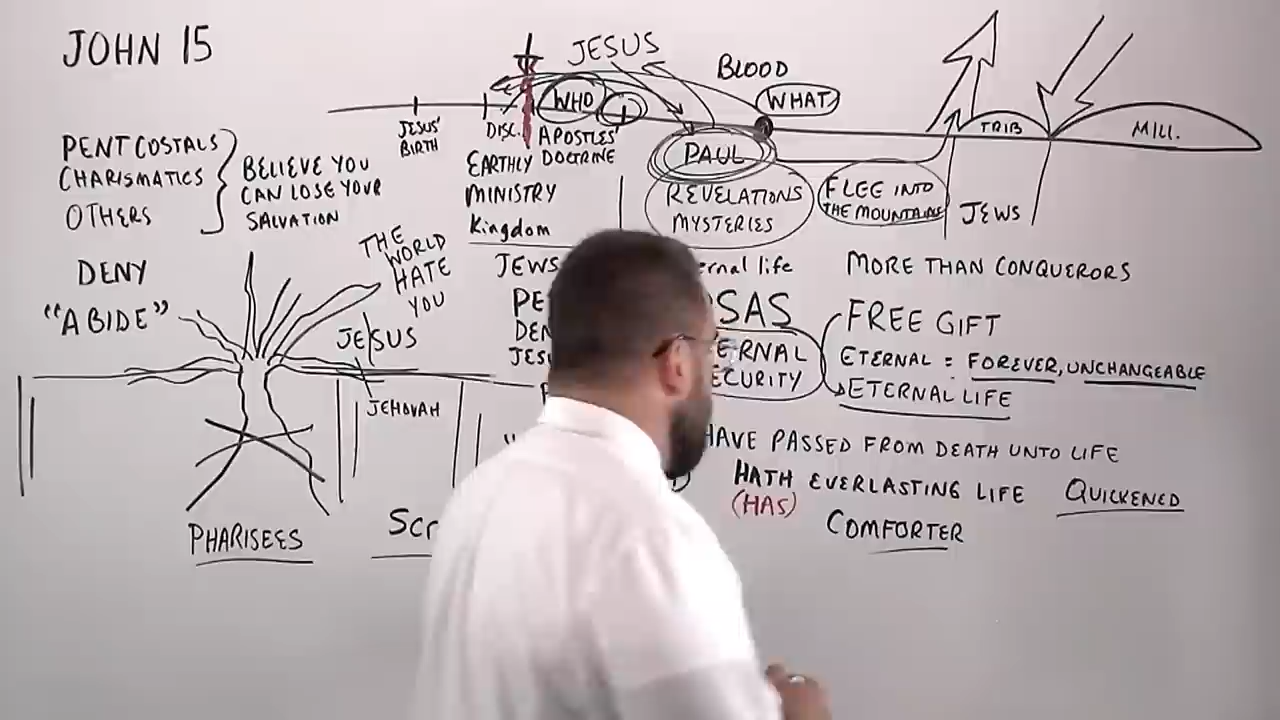 JOHN 15
JESUS
BLOOD
WHO
WHAT
JESUS'
BIRTH
DISC.
APOSTLES'
DOCTRINE
EARTHLY
MINISTRY
Kingdom
PAUL
REVELATIONS
MYSTERIES
FLEE INTO
THE MOUNTAINS
TRIB
MILL.
JEWS
PENTCOSTALS
CHARISMATICS
OTHERS
BELIEVE YOU
CAN LOSE YOUR
SALVATION
DENY
"ABIDE"
THE
WORLD
HATE
YOU
JESUS
JEHOVAH
PHARISEES
JEWS
life
MORE THAN CONQUERORS
FREE GIFT
ETERNAL = FOREVER, UNCHANGEABLE
ETERNAL LIFE
HAVE PASSED FROM DEATH UNTO LIFE
HATH EVERLASTING LIFE
QUICKENED
(HAS)
COMFORTER